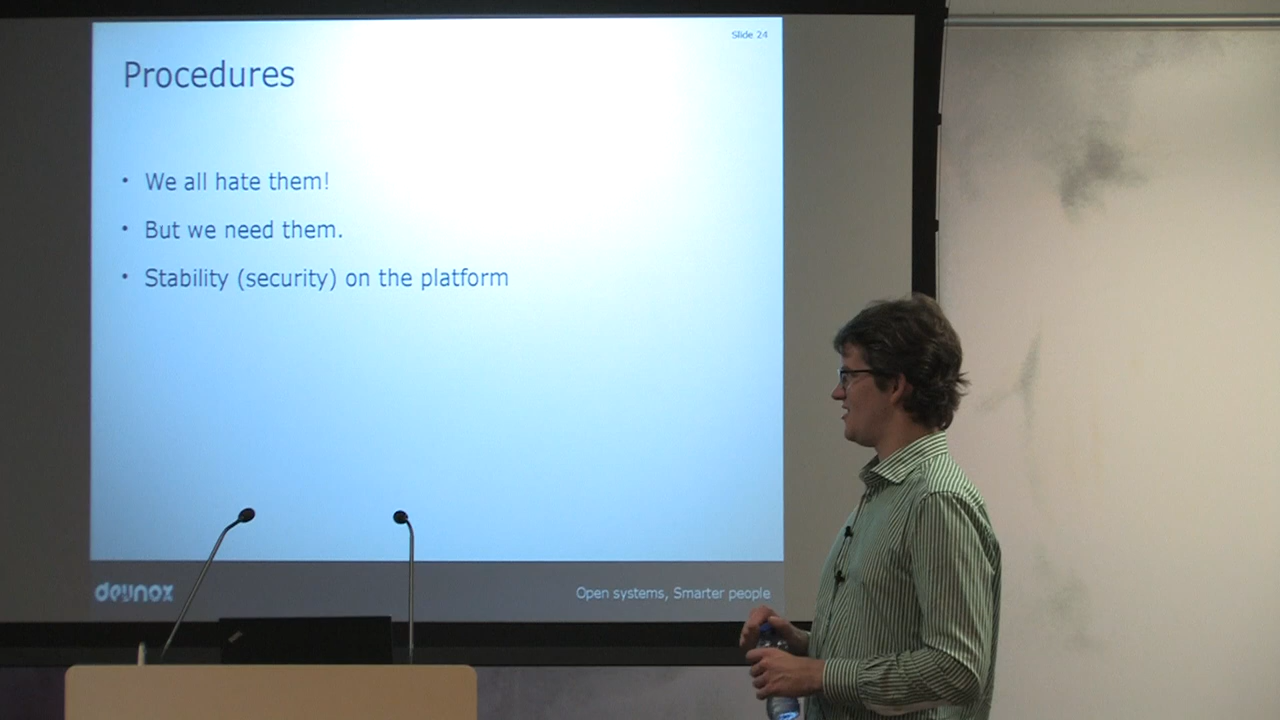 Slide 24
Procedures
• We all hate them!
• But we need them.
• Stability (security) on the platform
devnox
Open systems, Smarter people